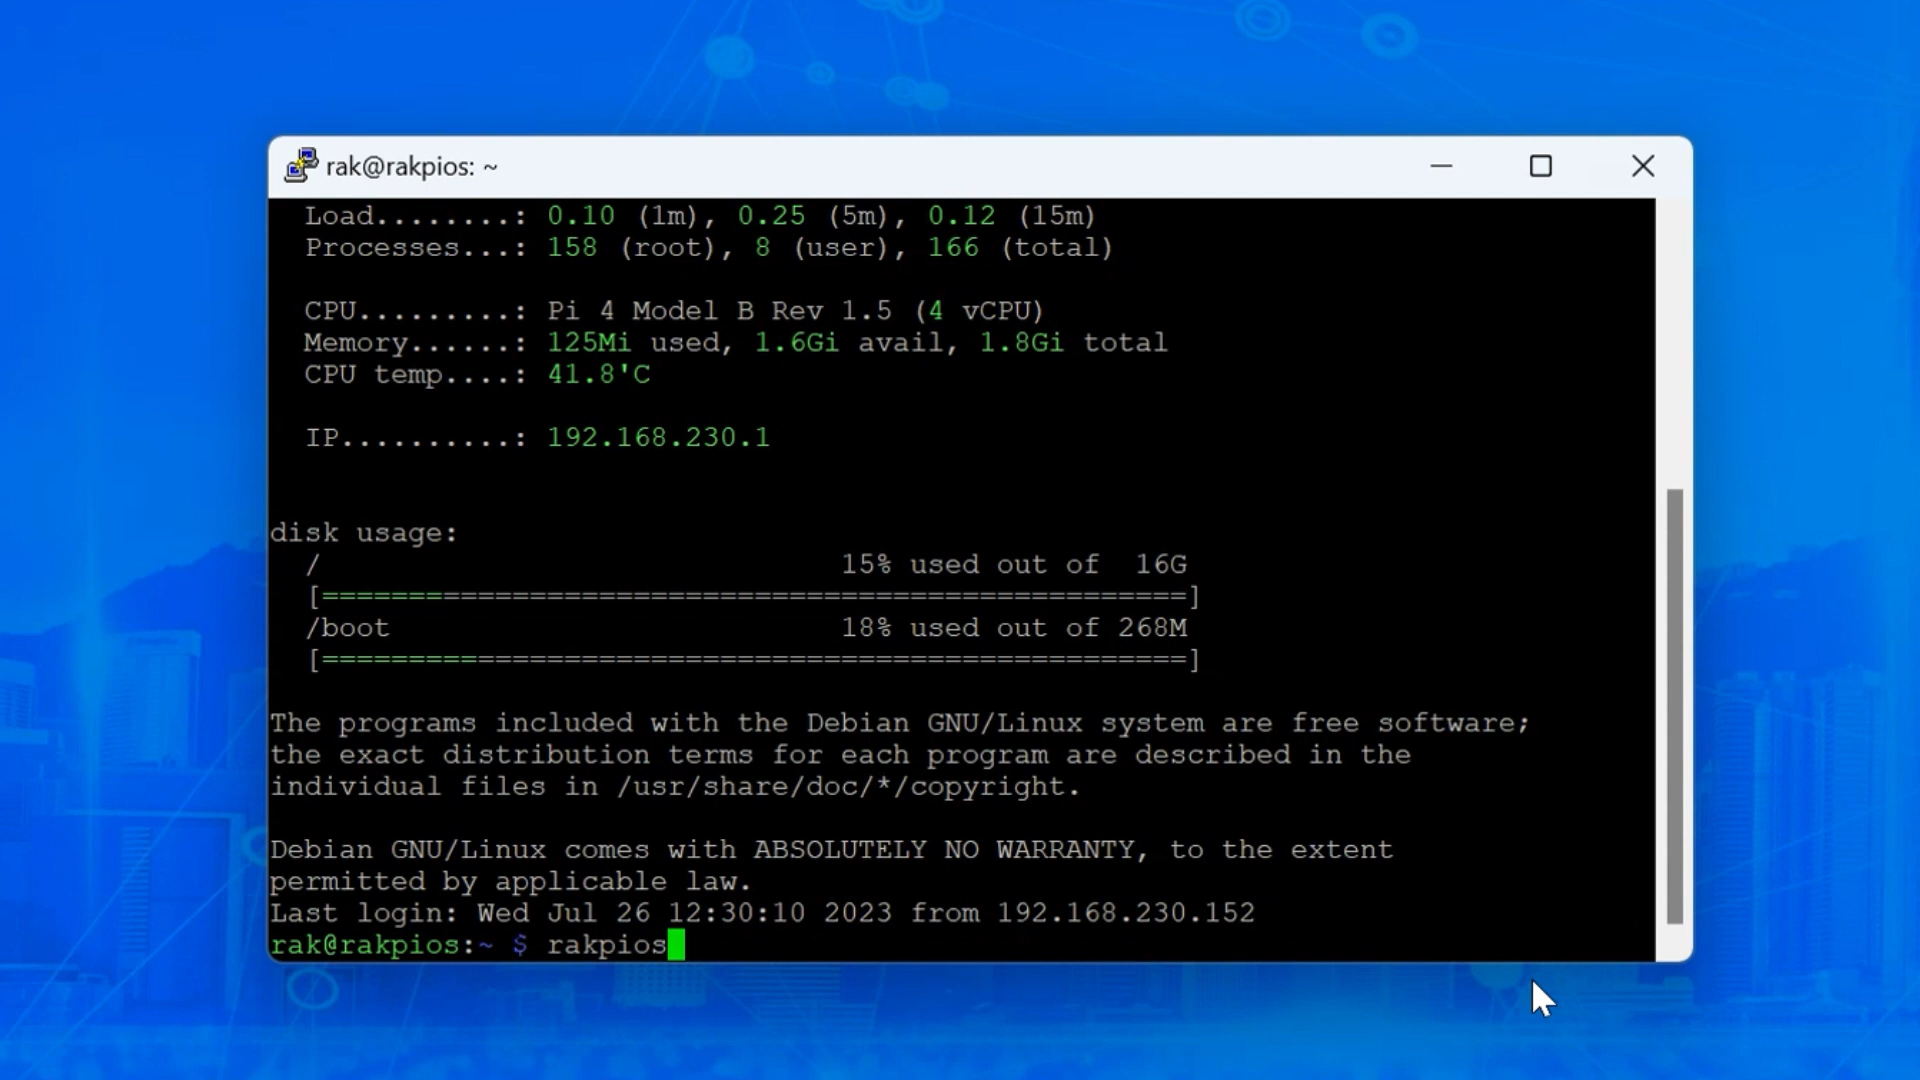 rak@rakpios: ~
Load........: 0.10 (1m), 0.25 (5m), 0.12 (15m)
Processes...: 158 (root), 8 (user), 166 (total)
CPU.........: Pi 4 Model B Rev 1.5 (4 vCPU)
Memory......: 125Mi used, 1.6Gi avail, 1.8Gi total
CPU temp....: 41.8'C
IP..........: 192.168.230.1
disk usage:
/ 15% used out of 16G
[==================================================]
/boot 18% used out of 268M
[==================================================]
The programs included with the Debian GNU/Linux system are free software;
the exact distribution terms for each program are described in the
individual files in /usr/share/doc/*/copyright.
Debian GNU/Linux comes with ABSOLUTELY NO WARRANTY, to the extent
permitted by applicable law.
Last login: Wed Jul 26 12:30:10 2023 from 192.168.230.152
rak@rakpios:~ $ rakpios